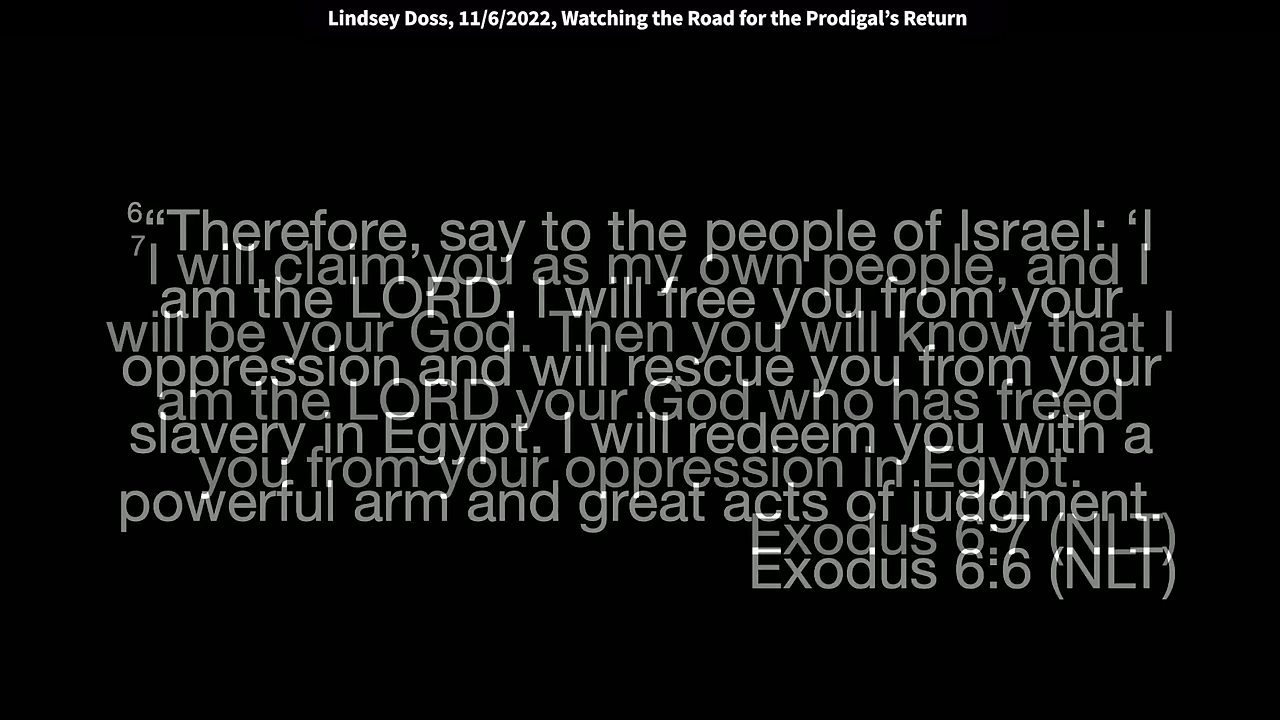 Lindsey Doss, 11/6/2022, Watching the Road for the Prodigal’s Return
6“Therefore, say to the people of Israel: ‘I
am the LORD. I will free you from your
oppression and will rescue you from your
slavery in Egypt. I will redeem you with a
powerful arm and great acts of judgment.
Exodus 6:6 (NLT)
7I will claim you as my own people, and I
will be your God. Then you will know that I
am the LORD your God who has freed
you from your oppression in Egypt.
Exodus 6:7 (NLT)